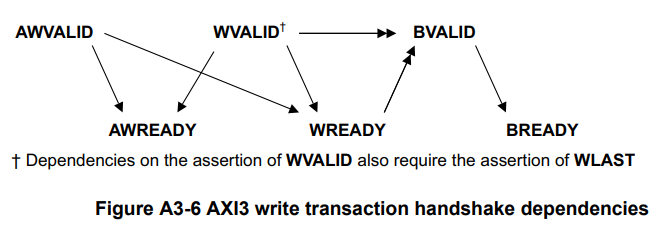 AWVALID WVALID† BVALID
AWREADY WREADY BREADY
† Dependencies on the assertion of WVALID also require the assertion of WLAST
Figure A3-6 AXI3 write transaction handshake dependencies